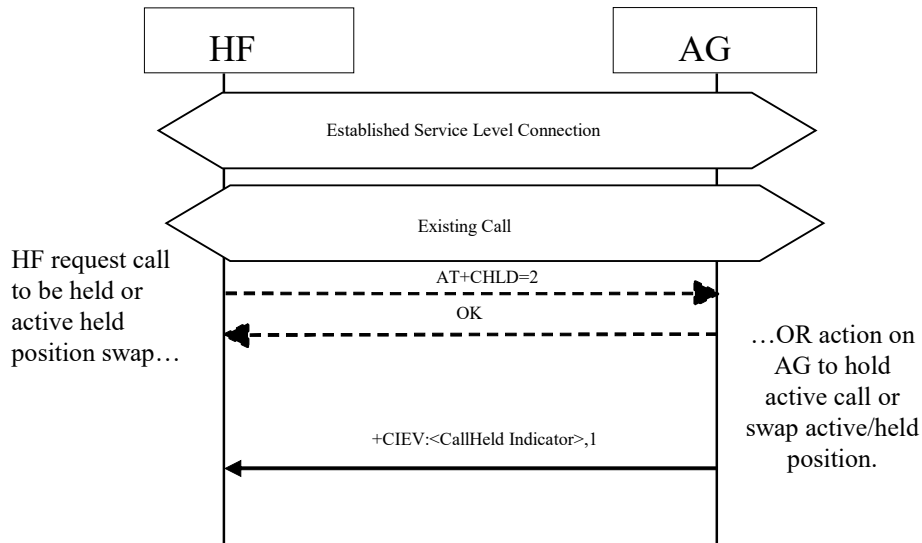 HF
AG
Established Service Level Connection
Existing Call
HF request call
to be held or
active held
position swap…
AT+CHLD=2
OK
…OR action on
AG to hold
active call or
swap active/held
position.
+CIEV:<CallHeld Indicator>,1